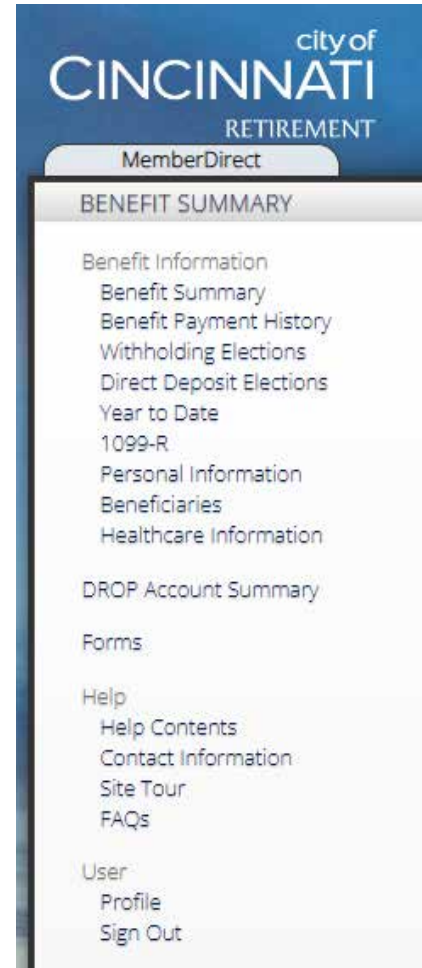 city of
CINCINNATI
RETIREMENT
MemberDirect
BENEFIT SUMMARY
Benefit Information
Benefit Summary
Benefit Payment History
Withholding Elections
Direct Deposit Elections
Year to Date
1099-R
Personal Information
Beneficiaries
Healthcare Information
DROP Account Summary
Forms
Help
Help Contents
Contact Information
Site Tour
FAQs
User
Profile
Sign Out